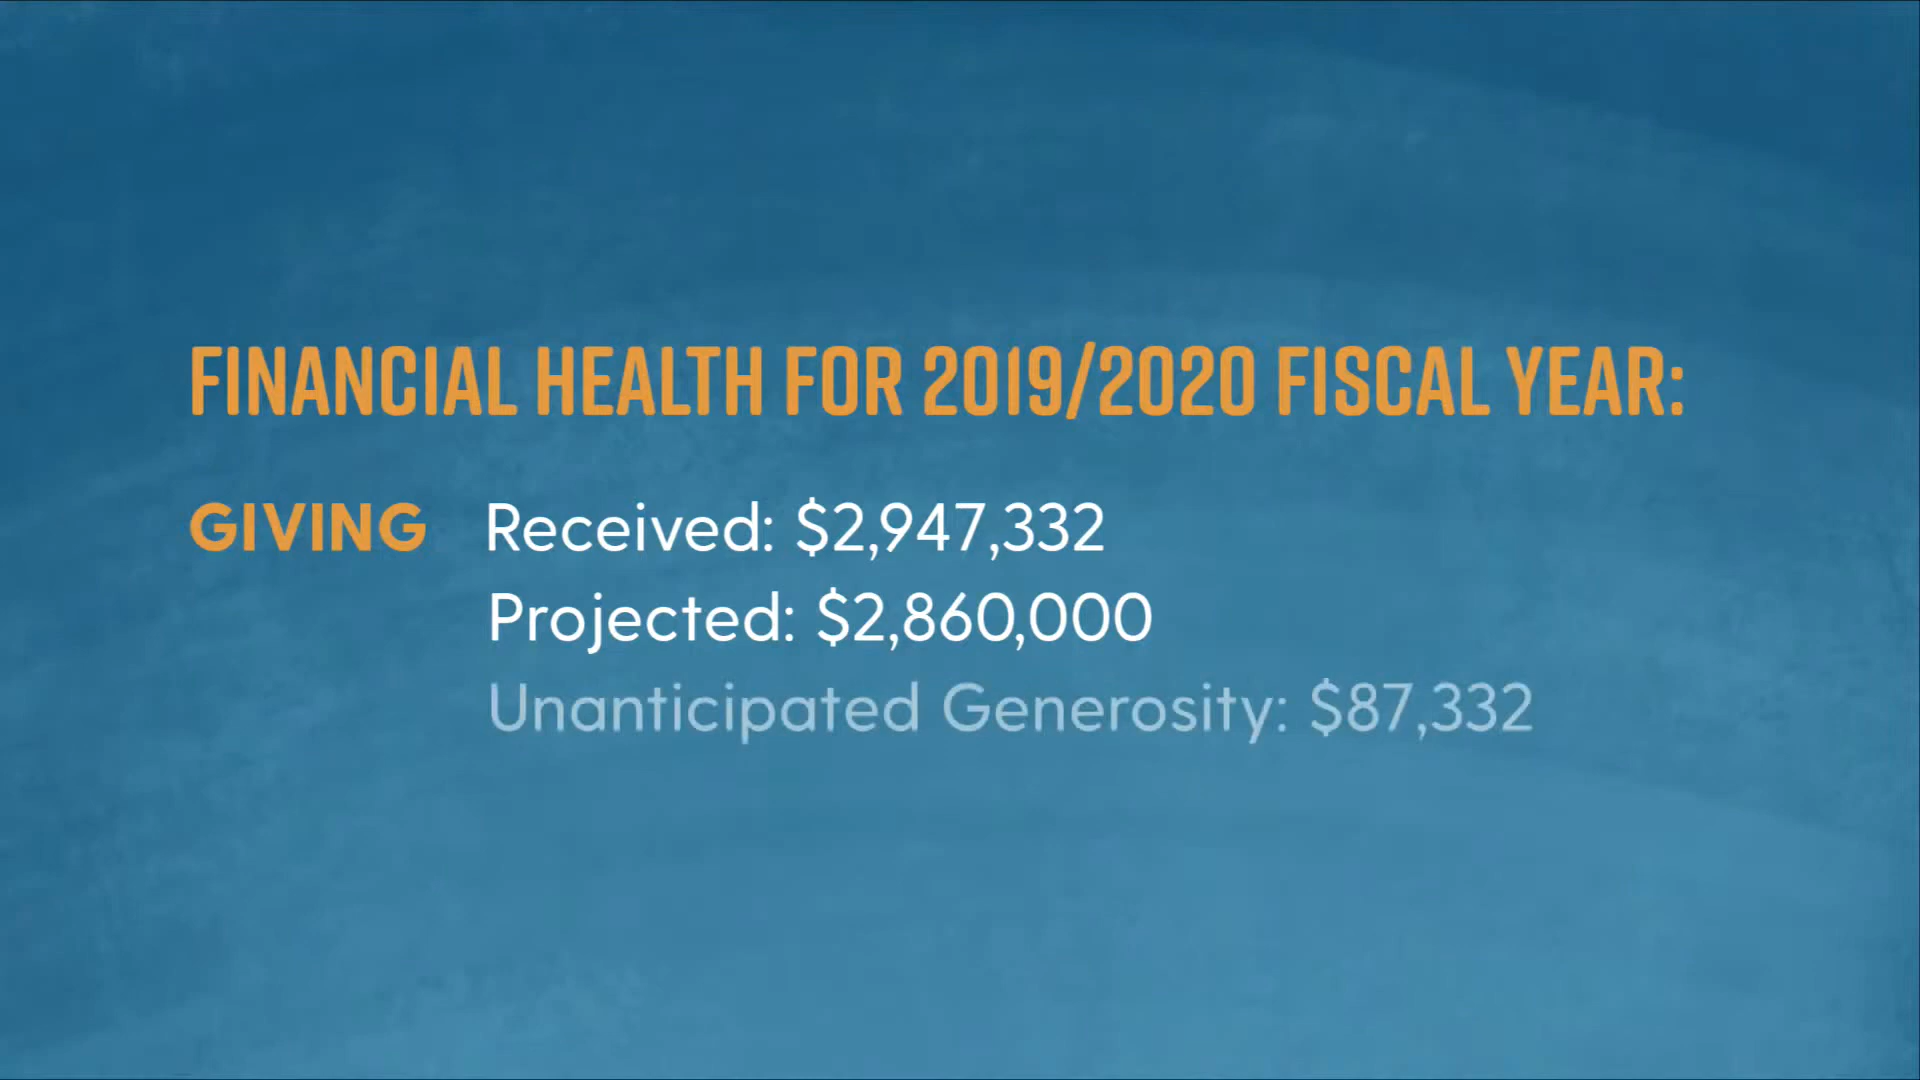 FINANCIAL HEALTH FOR 2019/2020 FISCAL YEAR:
GIVING Received: $2,947,332
Projected: $2,860,000
Unanticipated Generosity: $87,332